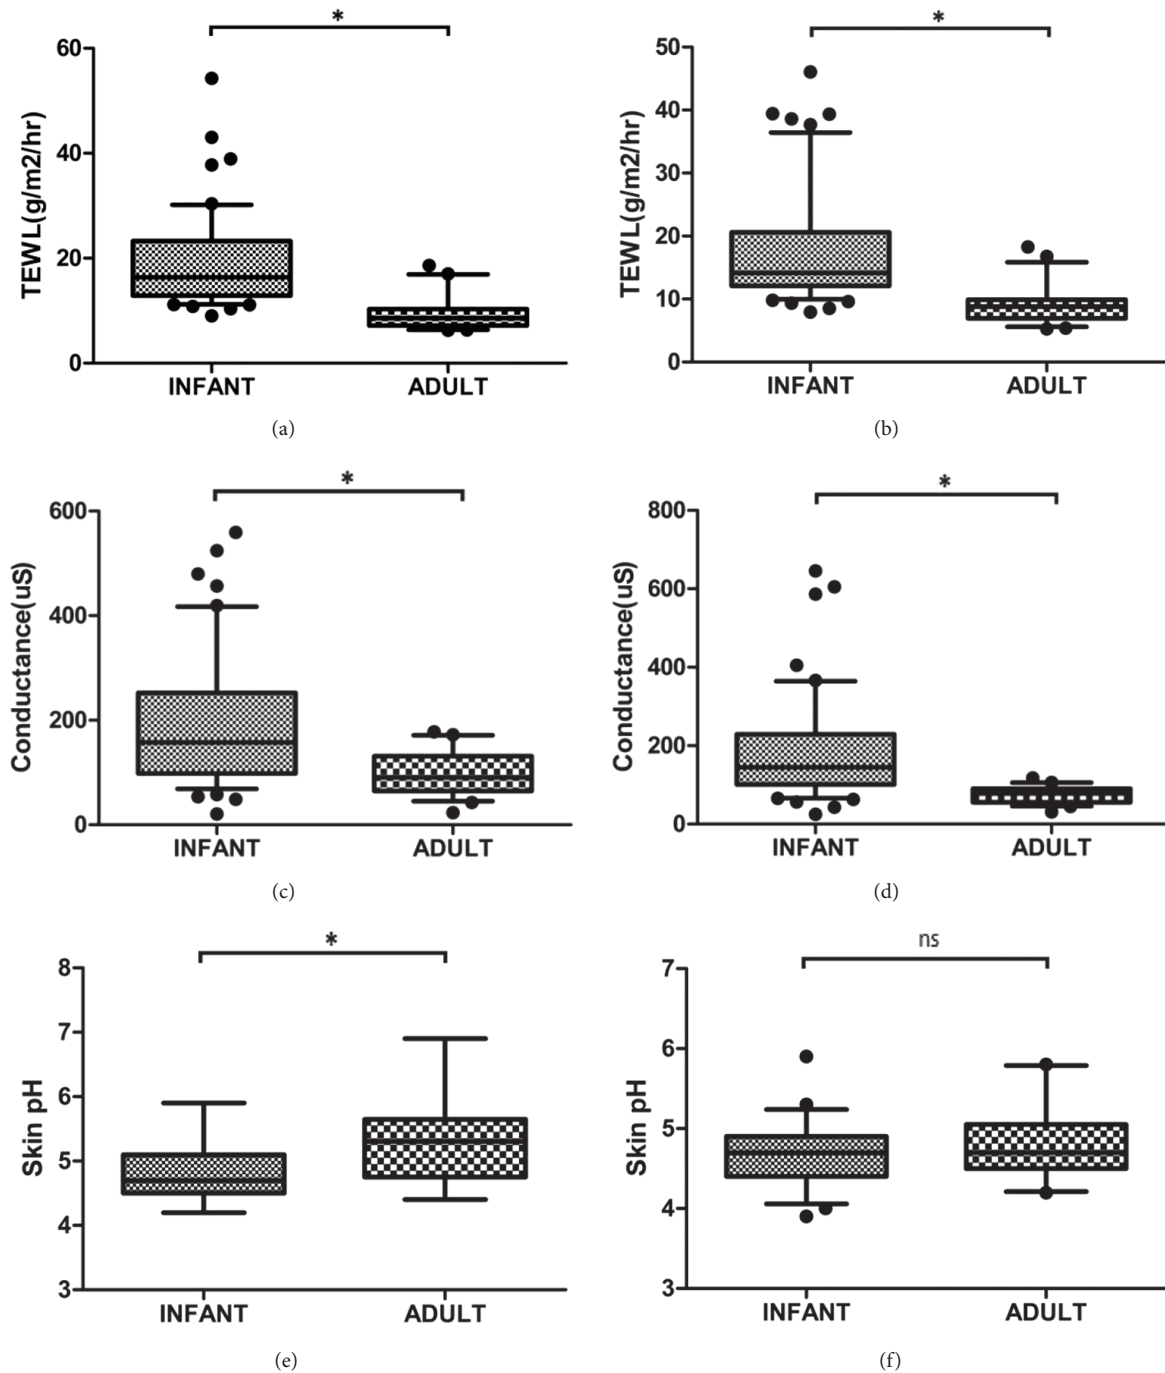 *
60
40
20
0
TEWL(g/m2/hr)
INFANT ADULT
(a)
*
50
40
30
20
10
0
TEWL(g/m2/hr)
INFANT ADULT
(b)
*
600
400
200
0
Conductance(uS)
INFANT ADULT
(c)
*
800
600
400
200
0
Conductance(uS)
INFANT ADULT
(d)
*
8
7
6
5
4
3
Skin pH
INFANT ADULT
(e)
ns
7
6
5
4
3
Skin pH
INFANT ADULT
(f)